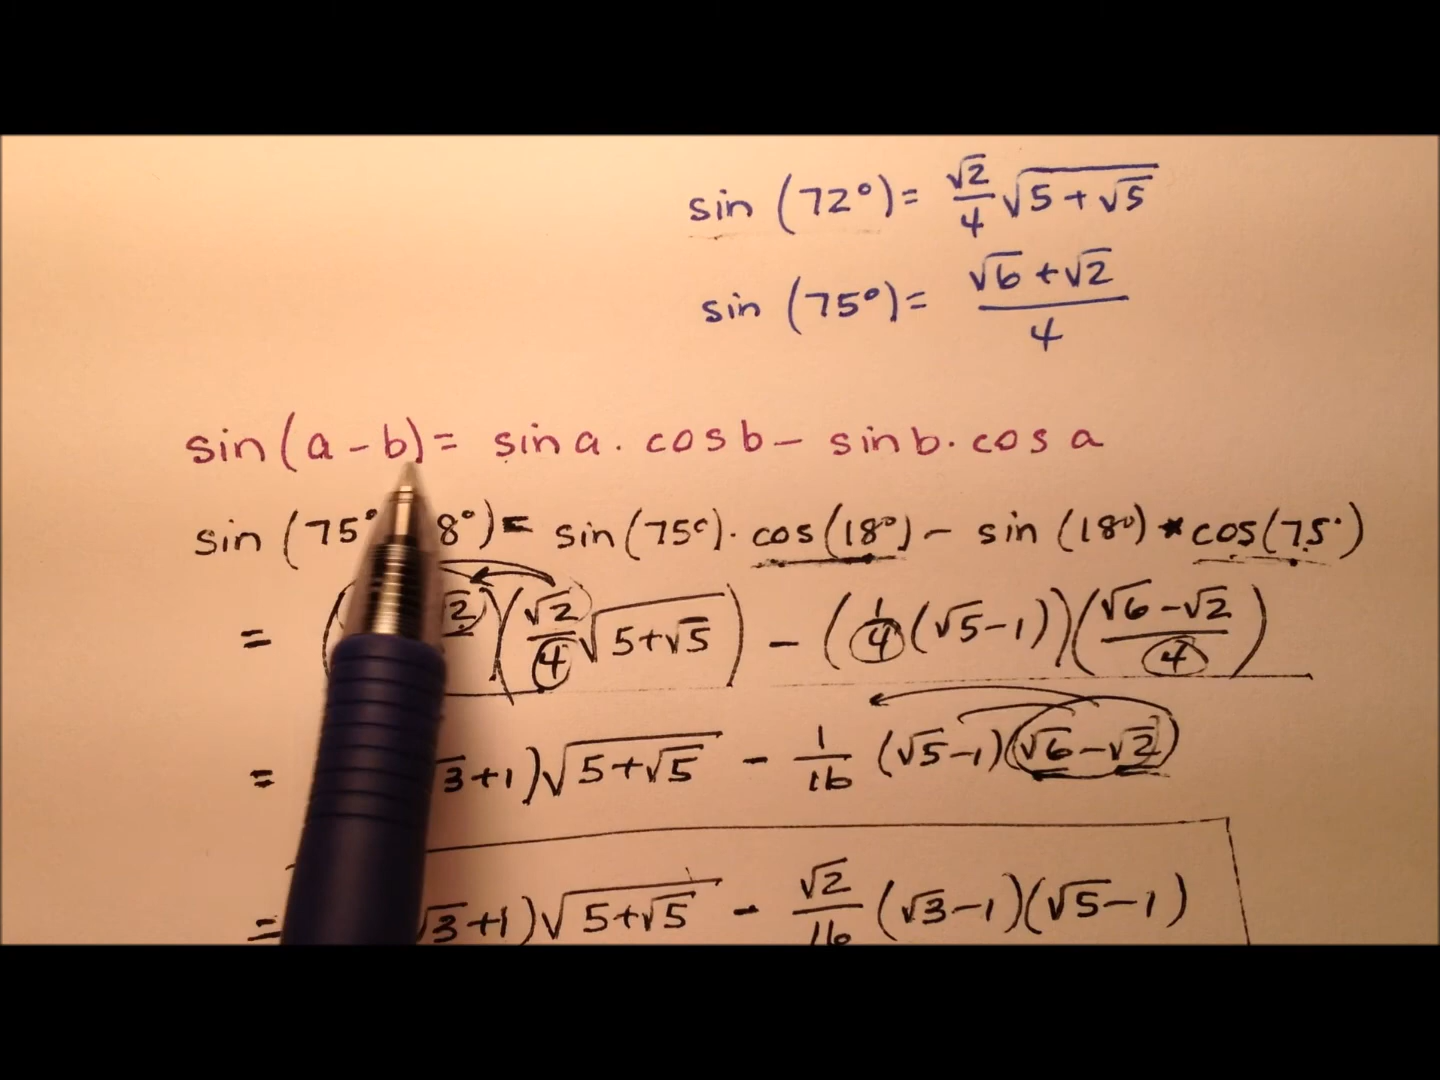 sin (72°) = √2/4 √(5+√5)
sin (75°) = (√6+√2)/4
sin(a-b) = sin a . cos b - sin b . cos a
sin (75° 8°) = sin (75°) . cos (18°) - sin (18°) * cos (75°)
= ( √2)(√2/4 √(5+√5)) - (1/4 (√5-1))((√6-√2)/4)
= √3+1)√(5+√5) - 1/16 (√5-1)(√6-√2)
= √3+1)√(5+√5) - √2/16 (√3-1)(√5-1)